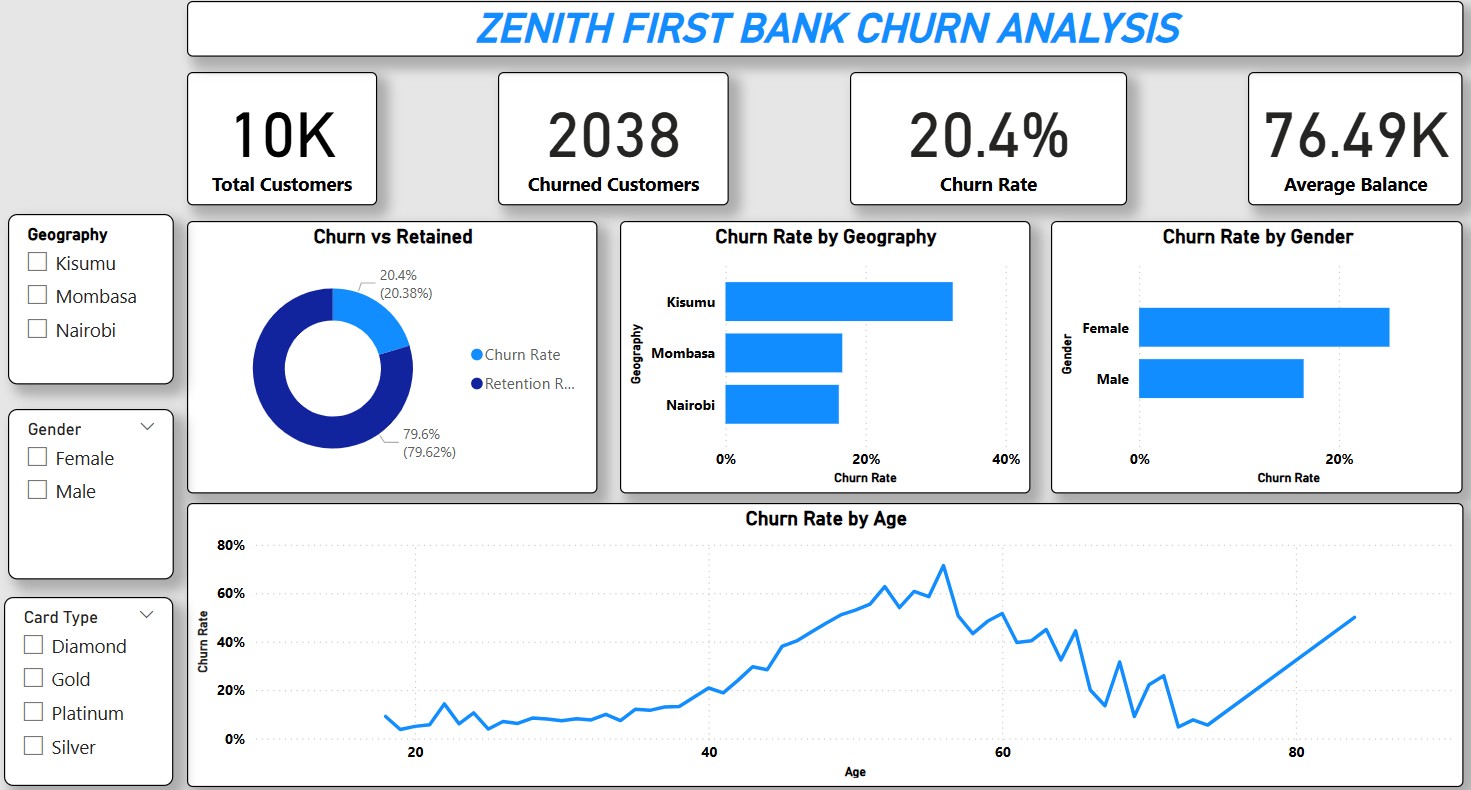 ZENITH FIRST BANK CHURN ANALYSIS
10K
Total Customers
2038
Churned Customers
20.4%
Churn Rate
76.49K
Average Balance
Geography
Kisumu
Mombasa
Nairobi
Gender
Female
Male
Card Type
Diamond
Gold
Platinum
Silver
Churn vs Retained
20.4%
(20.38%)
Churn Rate
Retention R...
79.6%
(79.62%)
Churn Rate by Geography
Geography
Kisumu
Mombasa
Nairobi
0% 20% 40%
Churn Rate
Churn Rate by Gender
Gender
Female
Male
0% 20%
Churn Rate
Churn Rate by Age
Churn Rate
80%
60%
40%
20%
0%
20 40 60 80
Age